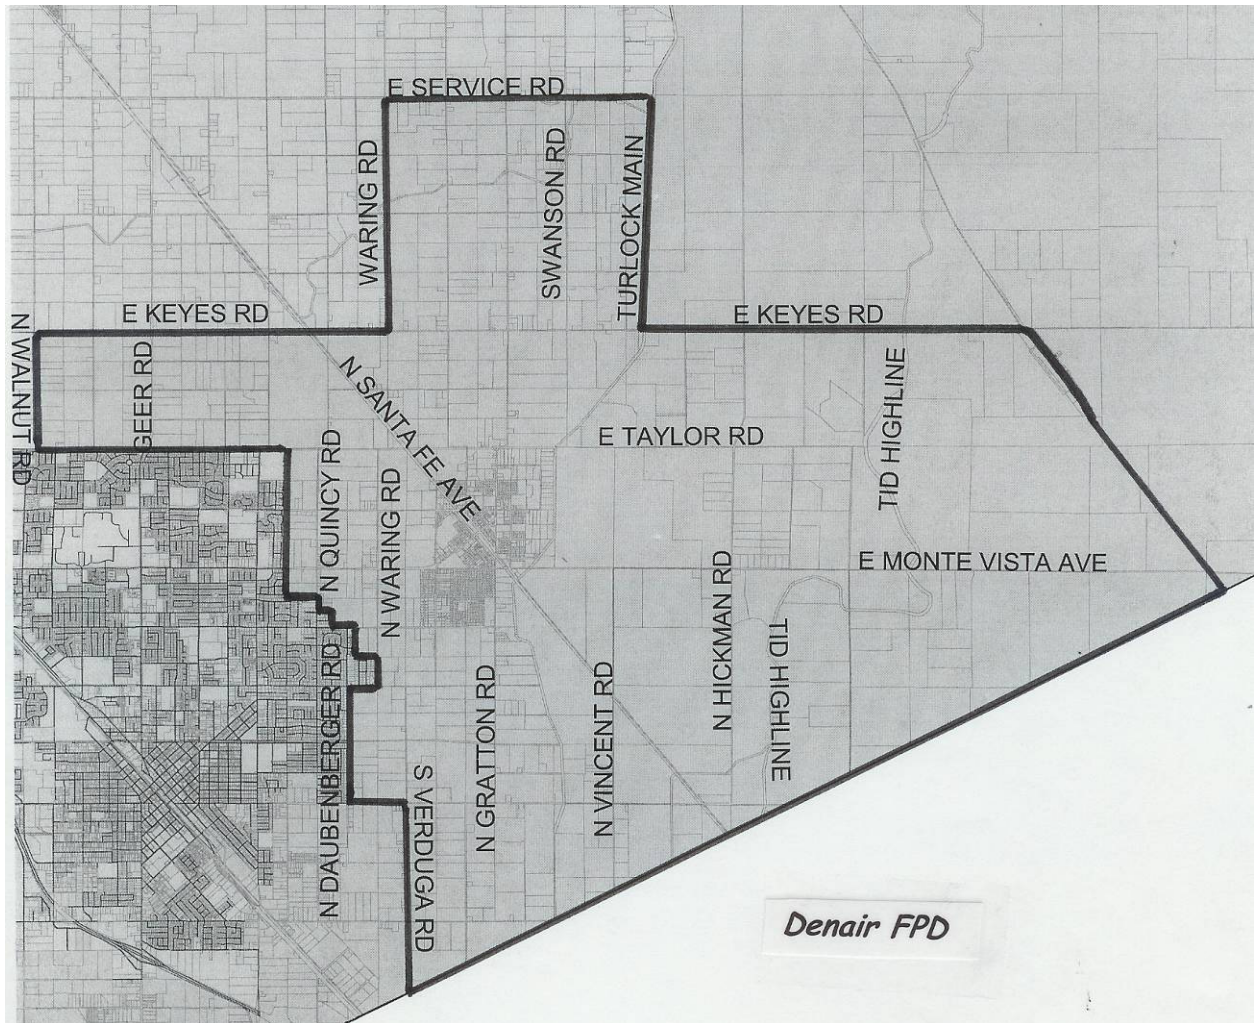 E SERVICE RD
WARING RD
SWANSON RD
TURLOCK MAIN
E KEYES RD
E KEYES RD
N WALNUT RD
GEER RD
N SANTA FE AVE
TID HIGHLINE
E TAYLOR RD
N QUINCY RD
N WARING RD
E MONTE VISTA AVE
N HICKMAN RD
TID HIGHLINE
N DAUBENBERGER RD
N GRATTON RD
N VINCENT RD
S VERDUGA RD
Denair FPD